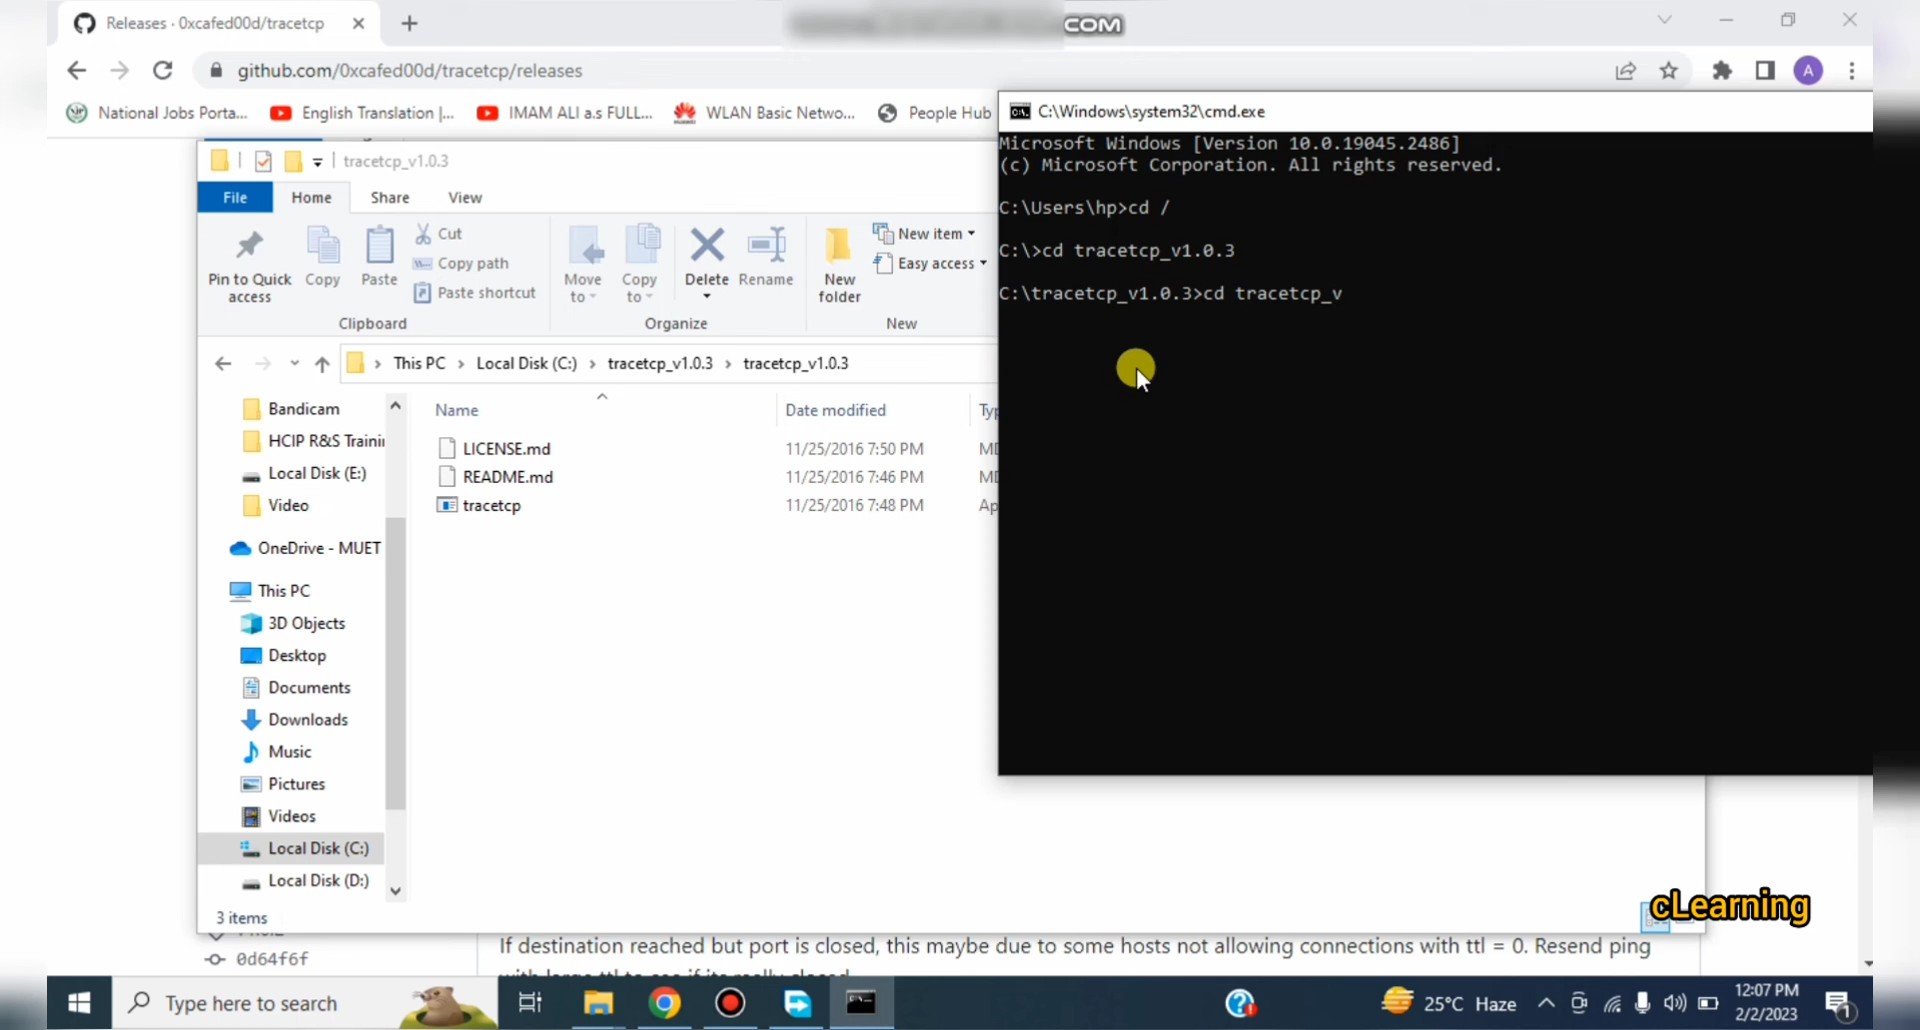 Releases · 0xcafed00d/tracetcp
COM
github.com/0xcafed00d/tracetcp/releases
A
National Jobs Porta...
English Translation |...
IMAM ALI a.s FULL...
WLAN Basic Netwo...
People Hub
tracetcp_v1.0.3
File
Home
Share
View
Pin to Quick
access
Copy
Paste
Cut
Copy path
Paste shortcut
Clipboard
Move
to
Copy
to
Delete
Rename
Organize
New
folder
New item
Easy access
New
This PC
Local Disk (C:)
tracetcp_v1.0.3
tracetcp_v1.0.3
Bandicam
HCIP R&S Traini
Local Disk (E:)
Video
OneDrive - MUET
This PC
3D Objects
Desktop
Documents
Downloads
Music
Pictures
Videos
Local Disk (C:)
Local Disk (D:)
Name
Date modified
Typ
LICENSE.md
11/25/2016 7:50 PM
README.md
11/25/2016 7:46 PM
tracetcp
11/25/2016 7:48 PM
Ap
3 items
C:\Windows\system32\cmd.exe
Microsoft Windows [Version 10.0.19045.2486]
(c) Microsoft Corporation. All rights reserved.
C:\Users\hp>cd /
C:\>cd tracetcp_v1.0.3
C:\tracetcp_v1.0.3>cd tracetcp_v
cLearning
0d64f6f
If destination reached but port is closed, this maybe due to some hosts not allowing connections with ttl = 0. Resend ping
Type here to search
25°C Haze
12:07 PM
2/2/2023
1